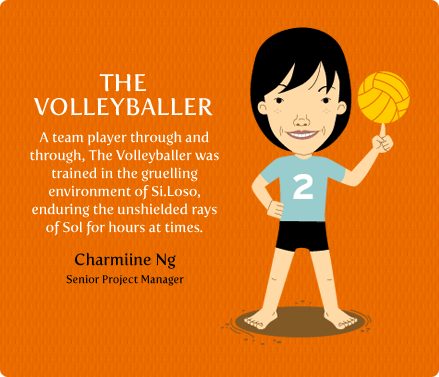 THE
VOLLEYBALLER
A team player through and
through, The Volleyballer was
trained in the gruelling
environment of Si.Loso,
enduring the unshielded rays
of Sol for hours at times.
Charmiine Ng
Senior Project Manager
2